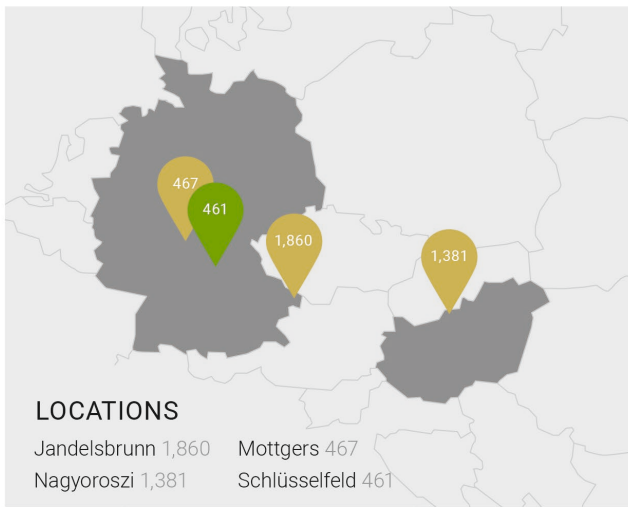 467
461
1,860
1,381
LOCATIONS
Jandelsbrunn 1,860 Mottgers 467
Nagyoroszi 1,381 Schlüsselfeld 461